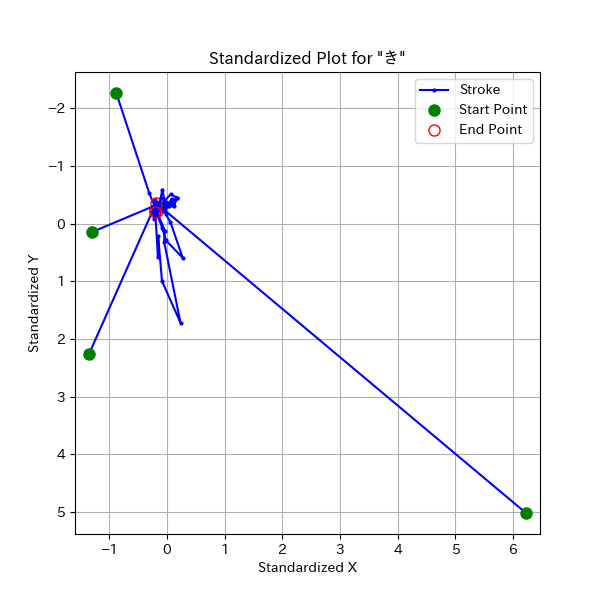 Standardized Plot for "き"
Stroke
Start Point
End Point
Standardized Y
−2
−1
0
1
2
3
4
5
−1 0 1 2 3 4 5 6
Standardized X